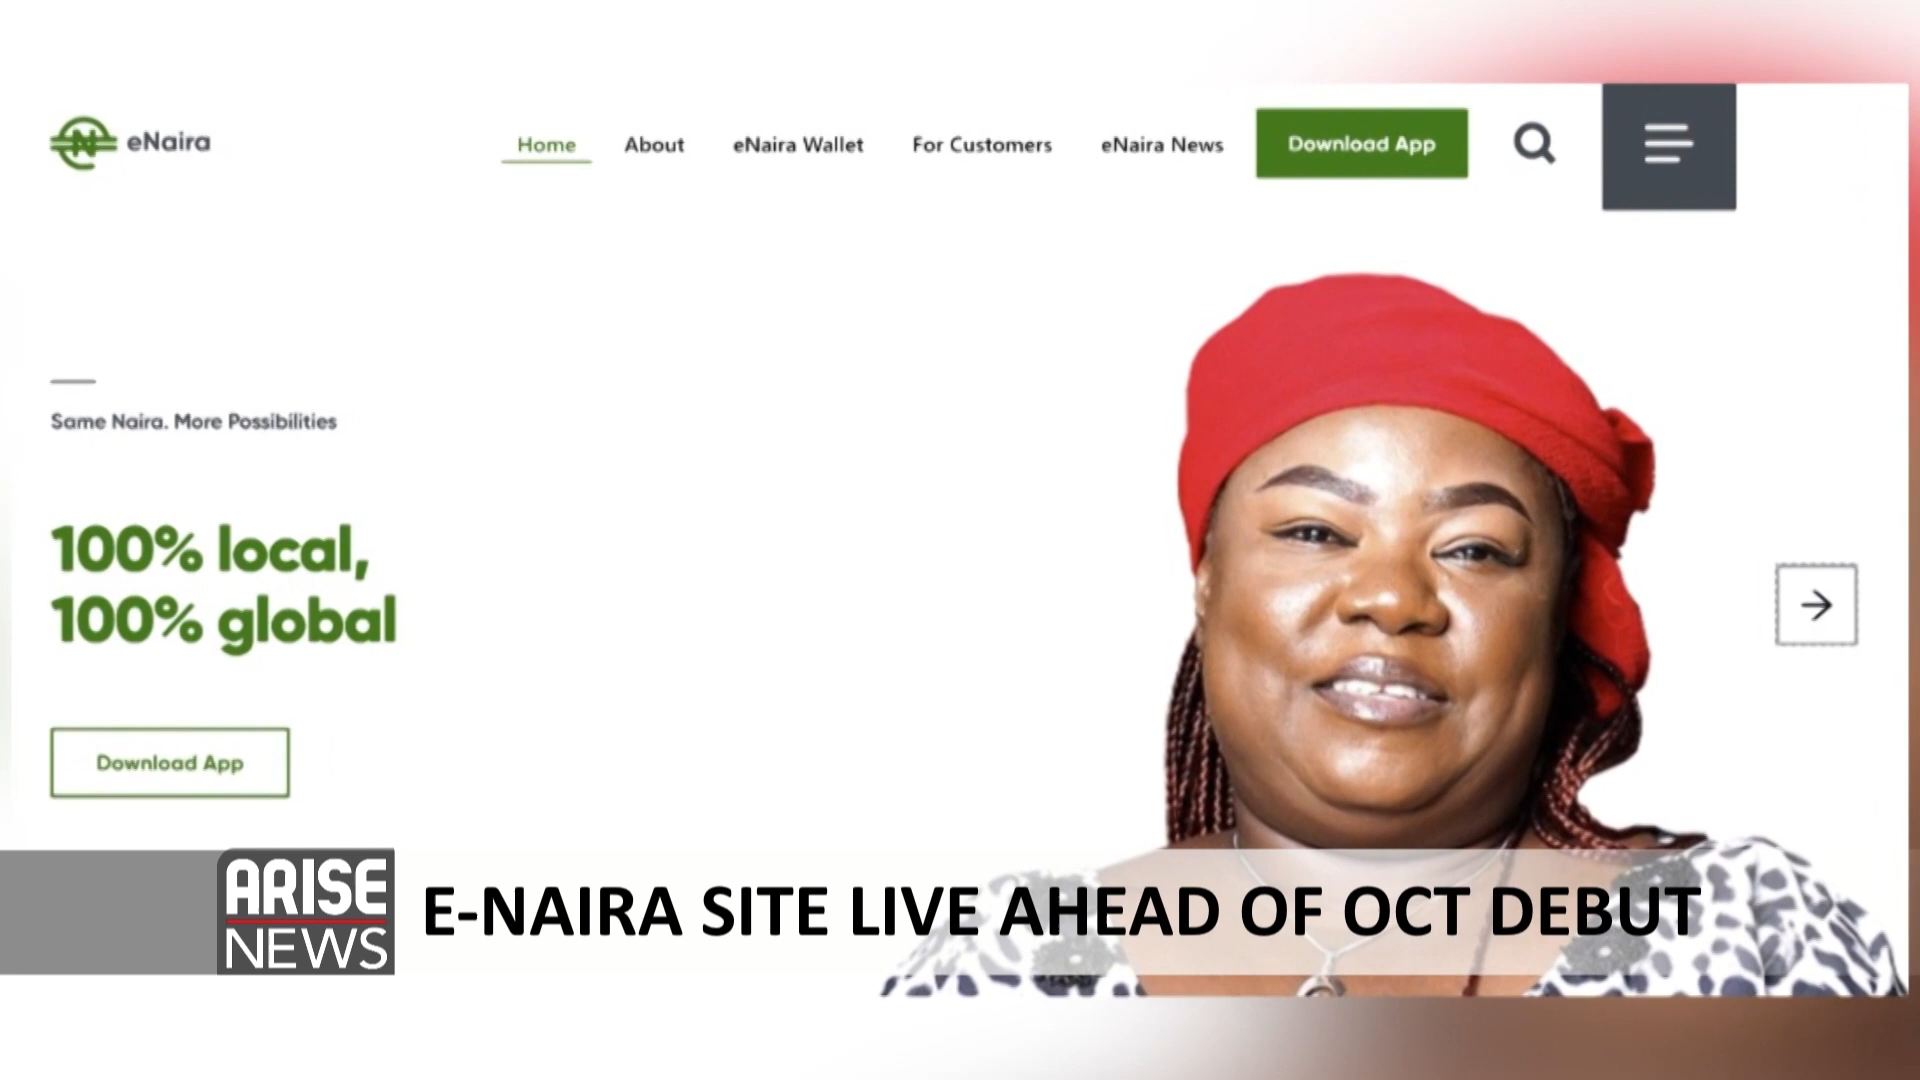 eNaira
Home About eNaira Wallet For Customers eNaira News Download App
Same Naira. More Possibilities
100% local,
100% global
Download App
ARISE
NEWS
E-NAIRA SITE LIVE AHEAD OF OCT DEBUT